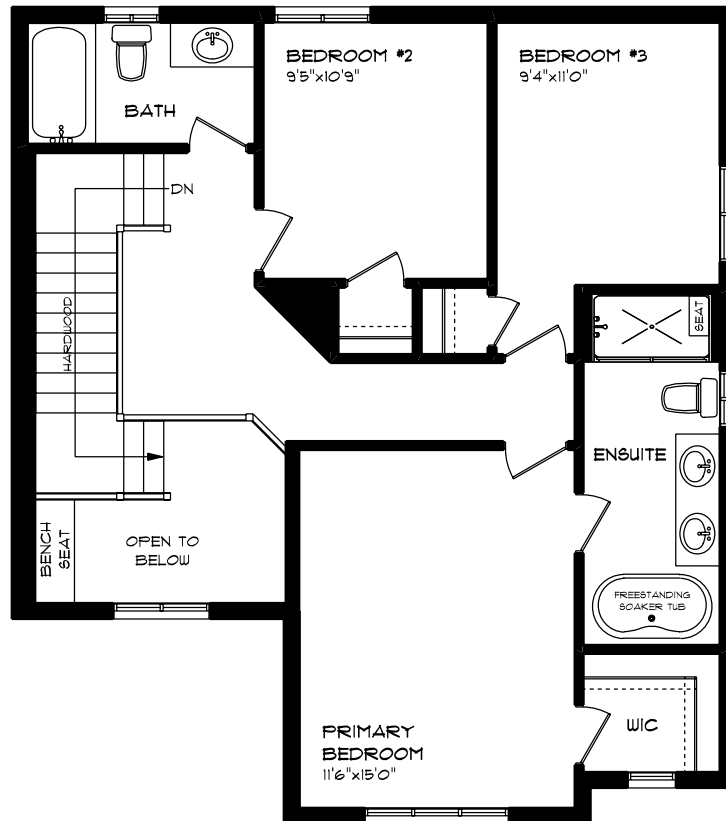 BEDROOM #2
9'5"x10'9"
BEDROOM #3
9'4"x11'0"
BATH
DN
HARDWOOD
SEAT
ENSUITE
BENCH
SEAT
OPEN TO
BELOW
FREESTANDING
SOAKER TUB
PRIMARY
BEDROOM
11'6"x15'0"
WIC